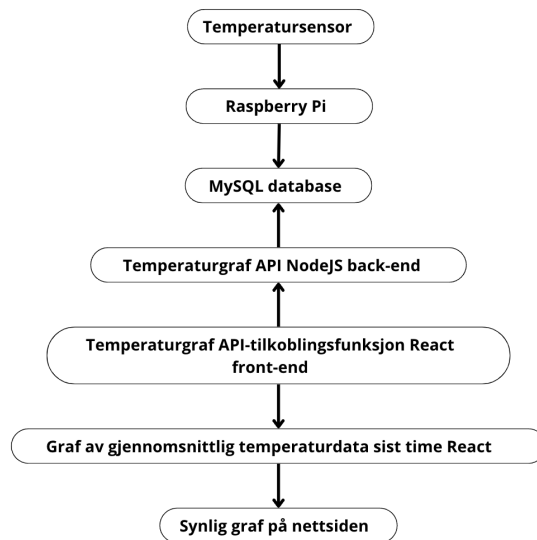 Temperatursensor
Raspberry Pi
MySQL database
Temperaturgraf API NodeJS back-end
Temperaturgraf API-tilkoblingsfunksjon React
front-end
Graf av gjennomsnittlig temperaturdata sist time React
Synlig graf på nettsiden